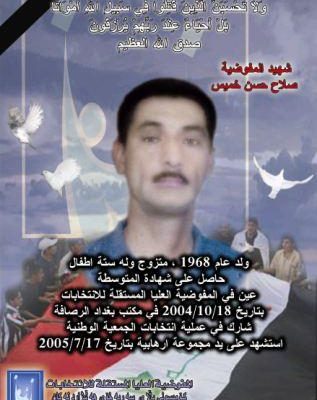 ولا تحسبن الذين قتلوا في سبيل الله امواتا
بل احياء عند ربهم يرزقون
صدق الله العظيم
شهيد المفوضية
صلاح حسن خميس
ولد عام 1968 ، متزوج وله ستة اطفال
حاصل على شهادة المتوسطة
عين في المفوضية العليا المستقلة للانتخابات
بتاريخ 2004/10/18 في مكتب بغداد الرصافة
شارك في عملية انتخابات الجمعية الوطنية
استشهد على يد مجموعة ارهابية بتاريخ 2005/7/17
المفوضية العليا المستقلة للانتخابات